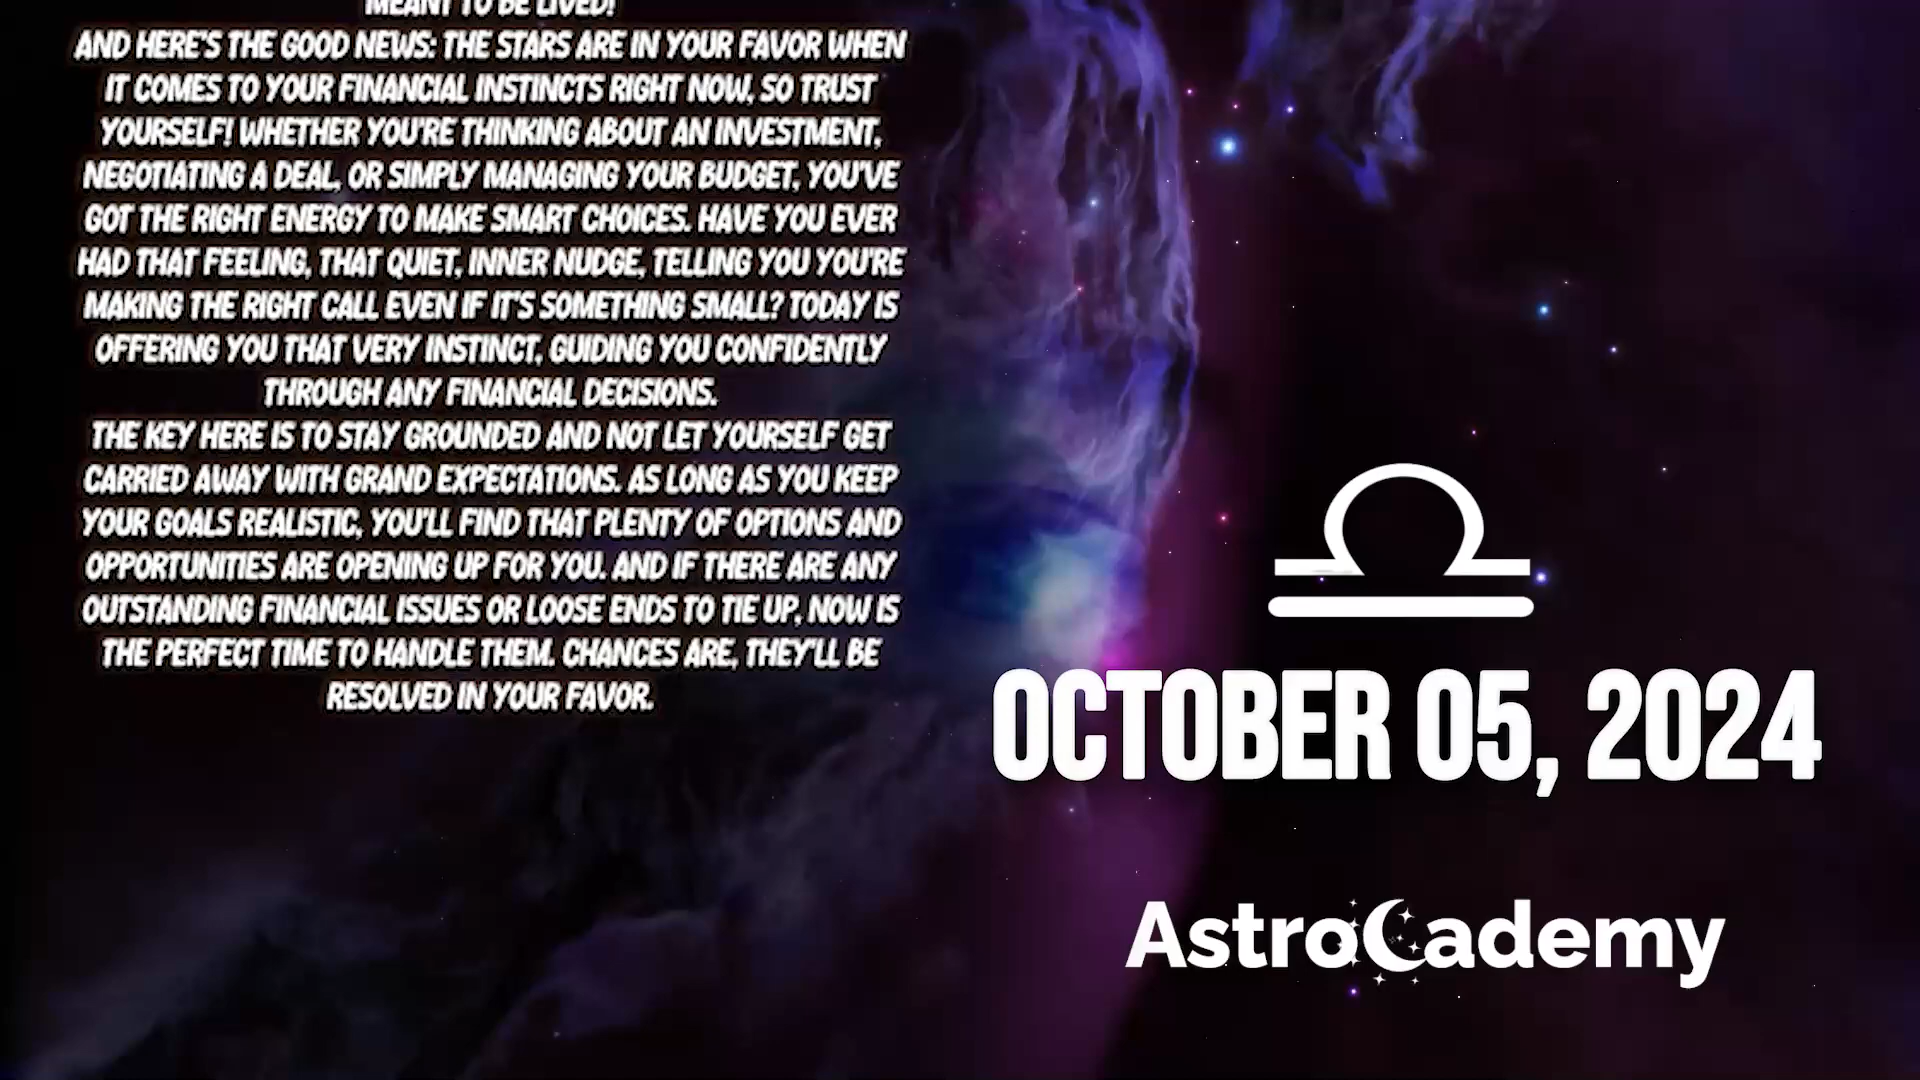 MEANT TO BE LIVED!
AND HERE'S THE GOOD NEWS: THE STARS ARE IN YOUR FAVOR WHEN
IT COMES TO YOUR FINANCIAL INSTINCTS RIGHT NOW, SO TRUST
YOURSELF! WHETHER YOU'RE THINKING ABOUT AN INVESTMENT,
NEGOTIATING A DEAL, OR SIMPLY MANAGING YOUR BUDGET, YOU'VE
GOT THE RIGHT ENERGY TO MAKE SMART CHOICES. HAVE YOU EVER
HAD THAT FEELING, THAT QUIET, INNER NUDGE, TELLING YOU YOU'RE
MAKING THE RIGHT CALL EVEN IF IT'S SOMETHING SMALL? TODAY IS
OFFERING YOU THAT VERY INSTINCT, GUIDING YOU CONFIDENTLY
THROUGH ANY FINANCIAL DECISIONS.
THE KEY HERE IS TO STAY GROUNDED AND NOT LET YOURSELF GET
CARRIED AWAY WITH GRAND EXPECTATIONS. AS LONG AS YOU KEEP
YOUR GOALS REALISTIC, YOU'LL FIND THAT PLENTY OF OPTIONS AND
OPPORTUNITIES ARE OPENING UP FOR YOU. AND IF THERE ARE ANY
OUTSTANDING FINANCIAL ISSUES OR LOOSE ENDS TO TIE UP, NOW IS
THE PERFECT TIME TO HANDLE THEM. CHANCES ARE, THEY'LL BE
RESOLVED IN YOUR FAVOR.
OCTOBER 05, 2024
AstroCademy